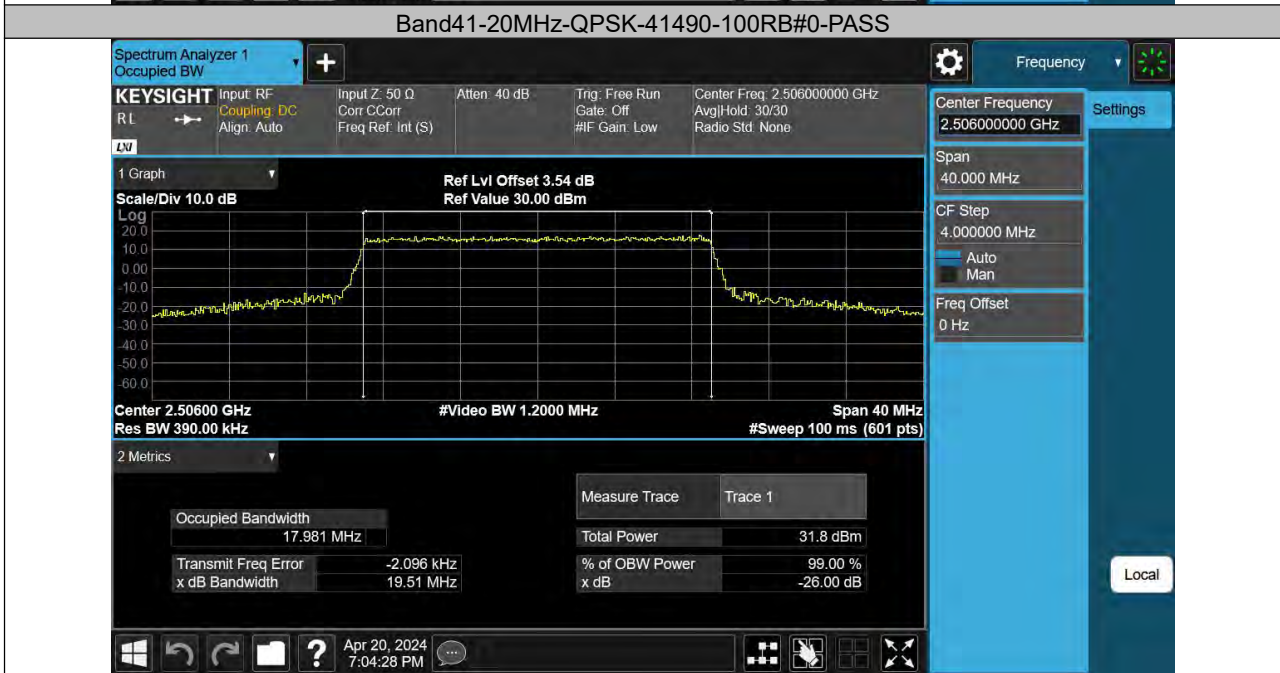 Band41-20MHz-QPSK-41490-100RB#0-PASS
Spectrum Analyzer 1
Occupied BW
Frequency
KEYSIGHT
RL
LXI
Input: RF
Coupling: DC
Align: Auto
Input Z: 50 Ω
Corr CCorr
Freq Ref: Int (S)
Atten: 40 dB
Trig: Free Run
Gate: Off
#IF Gain: Low
Center Freq: 2.506000000 GHz
Avg|Hold: 30/30
Radio Std: None
Center Frequency
2.506000000 GHz
Settings
Span
40.000 MHz
CF Step
4.000000 MHz
Auto
Man
Freq Offset
0 Hz
1 Graph
Scale/Div 10.0 dB
Ref Lvl Offset 3.54 dB
Ref Value 30.00 dBm
Log
20.0
10.0
0.00
-10.0
-20.0
-30.0
-40.0
-50.0
-60.0
Center 2.50600 GHz
#Video BW 1.2000 MHz
Span 40 MHz
Res BW 390.00 kHz
#Sweep 100 ms (601 pts)
2 Metrics
Measure Trace
Trace 1
Occupied Bandwidth
17.981 MHz
Total Power
31.8 dBm
Transmit Freq Error
-2.096 kHz
% of OBW Power
99.00 %
x dB Bandwidth
19.51 MHz
x dB
-26.00 dB
Local
Apr 20, 2024
7:04:28 PM